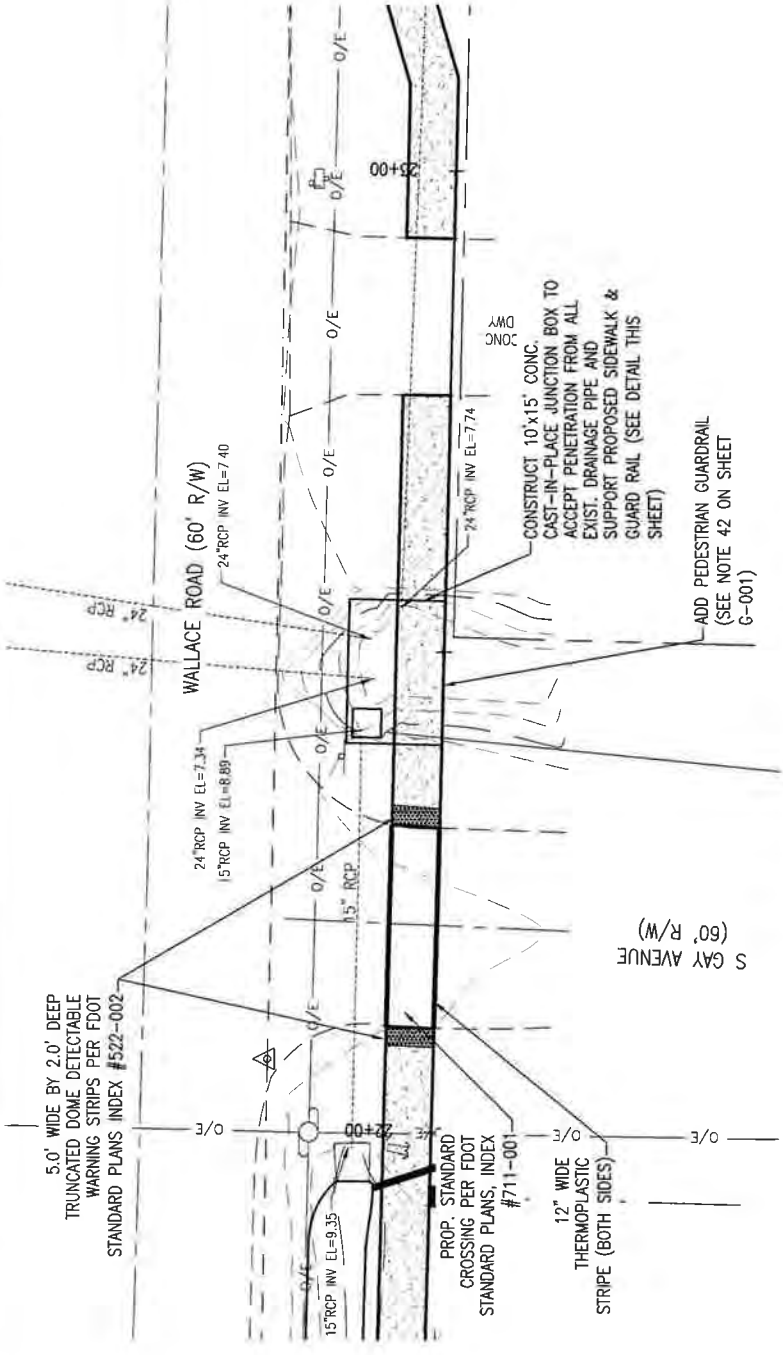 5.0' WIDE BY 2.0' DEEP
TRUNCATED DOME DETECTABLE
WARNING STRIPS PER FDOT
STANDARD PLANS INDEX #522-002
24" RCP
24" RCP
WALLACE ROAD (60' R/W)
24"RCP INV EL=7.40
24"RCP INV EL=7.34
15"RCP INV EL=8.89
O/E
O/E
O/E
O/E
O/E
O/E
O/E
O/E
O/E
15" RCP
22+00
O/E
O/E
O/E
O/E
15"RCP INV EL=9.35
23+00
CONC
DWY
24"RCP INV EL=7.74
CONSTRUCT 10'x15' CONC.
CAST-IN-PLACE JUNCTION BOX TO
ACCEPT PENETRATION FROM ALL
EXIST. DRAINAGE PIPE AND
SUPPORT PROPOSED SIDEWALK &
GUARD RAIL (SEE DETAIL THIS
SHEET)
ADD PEDESTRIAN GUARDRAIL
(SEE NOTE 42 ON SHEET
G-001)
S GAY AVENUE
(60' R/W)
PROP. STANDARD
CROSSING PER FDOT
STANDARD PLANS, INDEX
#711-001
12" WIDE
THERMOPLASTIC
STRIPE (BOTH SIDES)